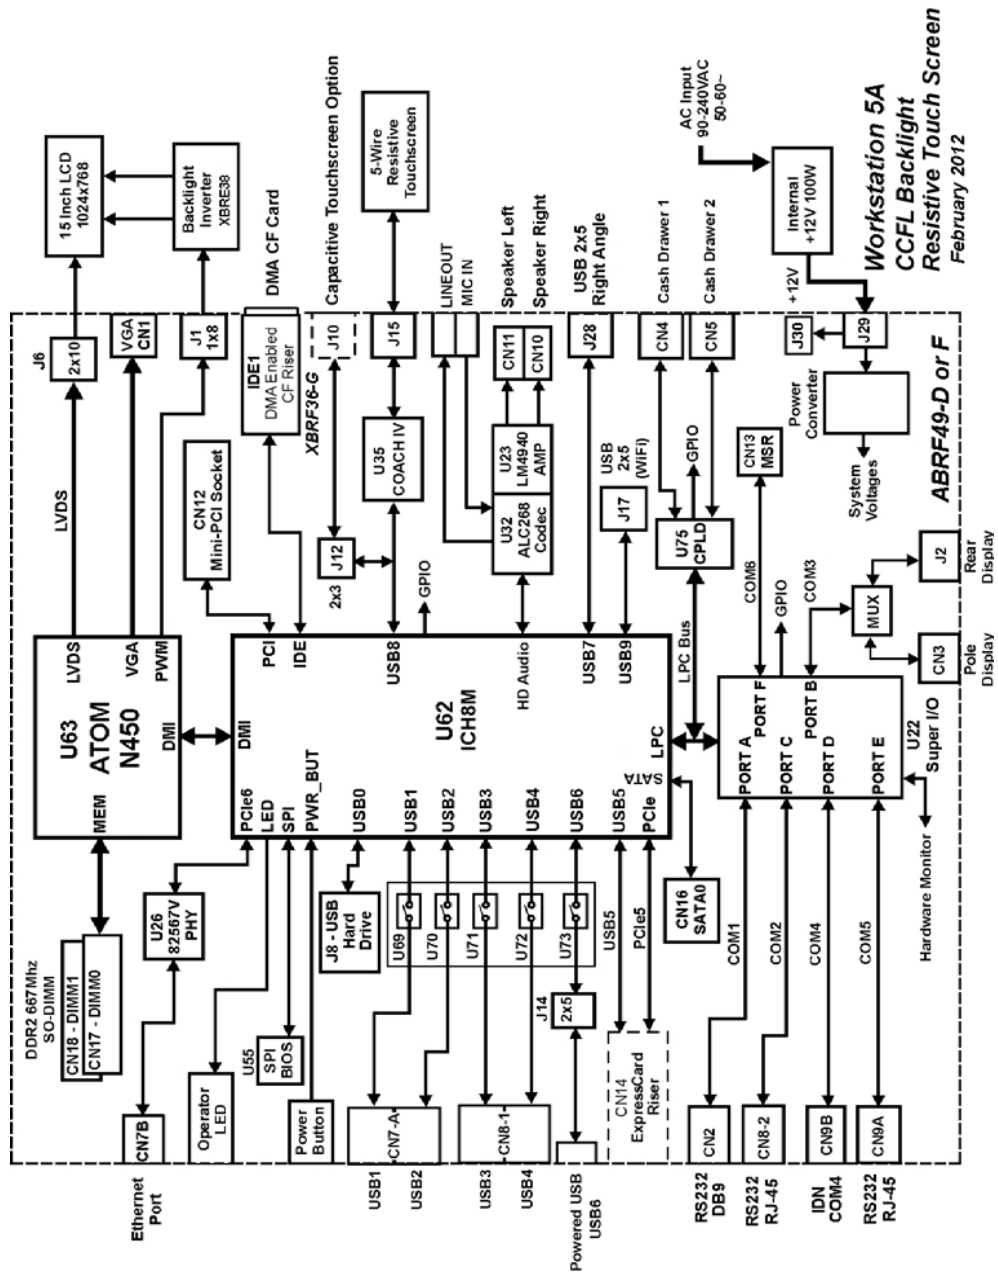 Workstation 5A
CCFL Backlight
Resistive Touch Screen
February 2012
ABRF49-D or F
DDR2 667Mhz
SO-DIMM
CN18 - DIMM1
CN17 - DIMM0
U63
ATOM
N450
MEM
DMI
LVDS
VGA
PWM
LVDS
J6
2x10
15 Inch LCD
1024x768
VGA
CN1
J1
1x8
Backlight
Inverter
XBRE38
CN12
Mini-PCI Socket
IDE1
DMA Enabled
CF Riser
XBRF36-G
DMA CF Card
J10
Capacitive Touchscreen Option
J12
2x3
U35
COACH IV
J15
5-Wire
Resistive
Touchscreen
GPIO
LINEOUT
MIC IN
U32
ALC268
Codec
U23
LM4940
AMP
CN11
CN10
Speaker Left
Speaker Right
J28
USB 2x5
Right Angle
USB
2x5
(WiFi)
J17
U75
CPLD
GPIO
CN4
CN5
Cash Drawer 1
Cash Drawer 2
LPC Bus
U62
ICH8M
DMI
PCI
IDE
USB8
HD Audio
USB7
USB9
LPC
SATA
PCIe6
LED
SPI
PWR_BUT
USB0
USB1
USB2
USB3
USB4
USB6
USB5
PCIe
U26
82567V
PHY
CN7B
Ethernet
Port
Operator
LED
U55
SPI
BIOS
Power
Button
J8 - USB
Hard
Drive
U69
U70
U71
U72
U73
CN7-A
USB1
USB2
CN8-1
USB3
USB4
J14
2x5
Powered USB
USB6
USB5
PCIe5
CN14
ExpressCard
Riser
CN16
SATA0
U22
Super I/O
PORT A
PORT F
PORT C
PORT B
PORT D
PORT E
COM1
COM2
COM4
COM5
Hardware Monitor
CN2
RS232
DB9
CN8-2
RS232
RJ-45
CN9B
IDN
COM4
CN9A
RS232
RJ-45
COM6
GPIO
COM3
CN13
MSR
MUX
J2
Rear
Display
CN3
Pole
Display
AC Input
90-240VAC
50-60~
Internal
+12V 100W
+12V
J30
J29
Power
Converter
System
Voltages